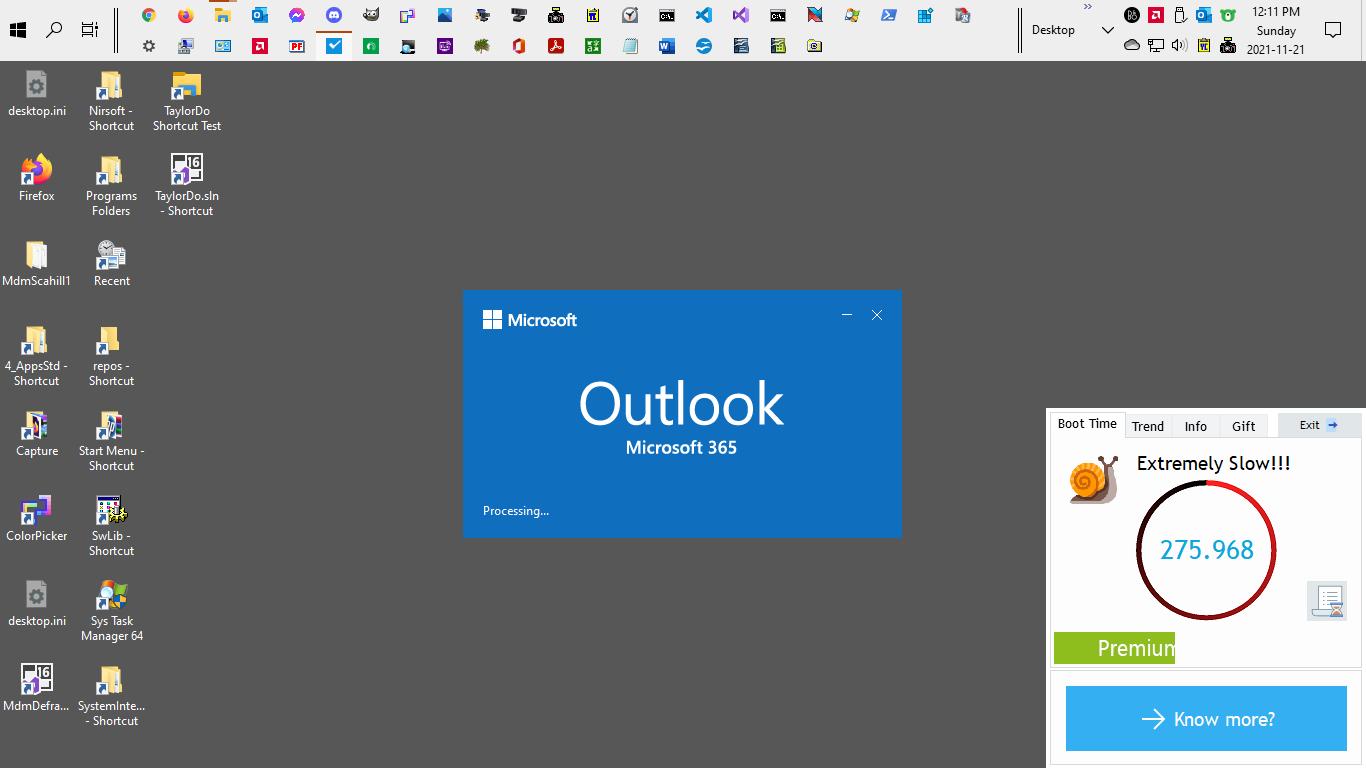 Desktop
12:11 PM
Sunday
2021-11-21
desktop.ini
Nirsoft -
Shortcut
TaylorDo
Shortcut Test
Firefox
Programs
Folders
16
TaylorDo.sln
- Shortcut
MdmScahill1
Recent
4_AppsStd -
Shortcut
repos -
Shortcut
Capture
Start Menu -
Shortcut
ColorPicker
SwLib -
Shortcut
desktop.ini
Sys Task
Manager 64
16
MdmDefra...
SystemInte...
- Shortcut
Microsoft
Outlook
Microsoft 365
Processing...
Boot Time Trend Info Gift Exit
Extremely Slow!!!
275.968
Premium
Know more?